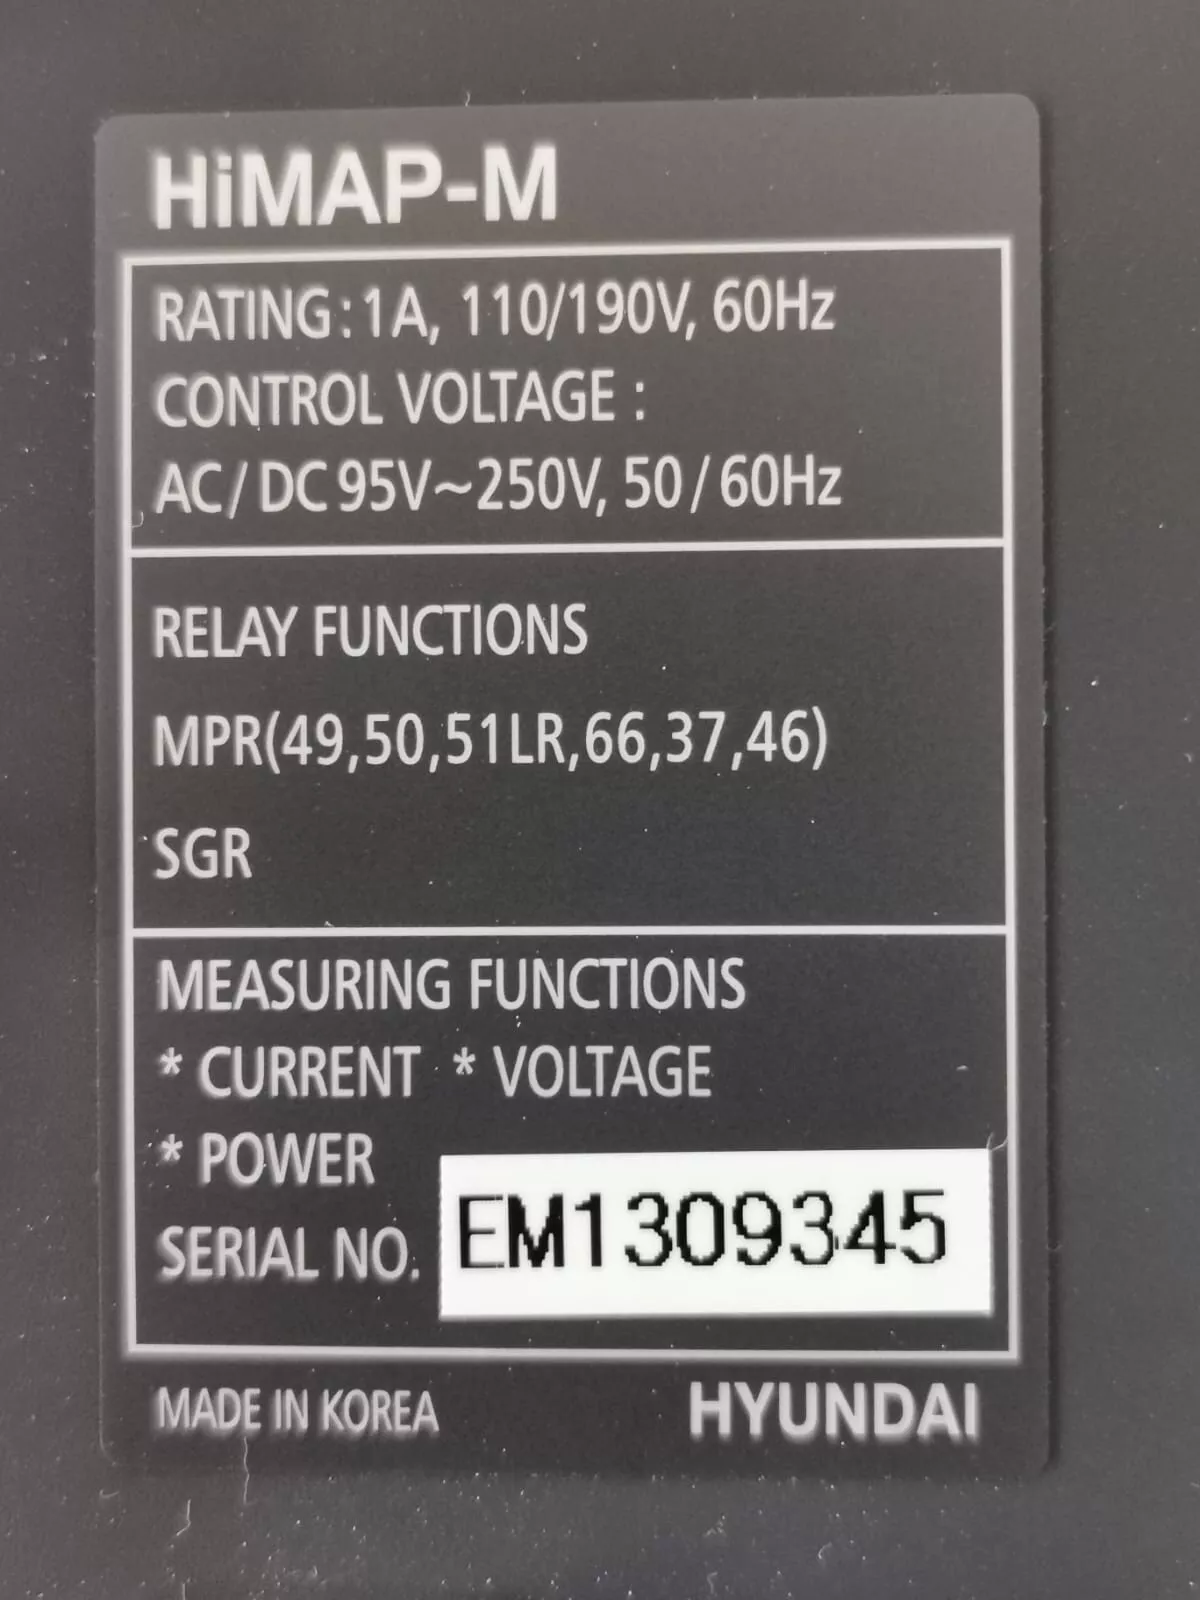 HiMAP-M
RATING : 1A, 110/190V, 60Hz
CONTROL VOLTAGE :
AC / DC 95V~250V, 50 / 60Hz
RELAY FUNCTIONS
MPR(49,50,51LR,66,37,46)
SGR
MEASURING FUNCTIONS
* CURRENT * VOLTAGE
* POWER
SERIAL NO. EM1309345
MADE IN KOREA HYUNDAI